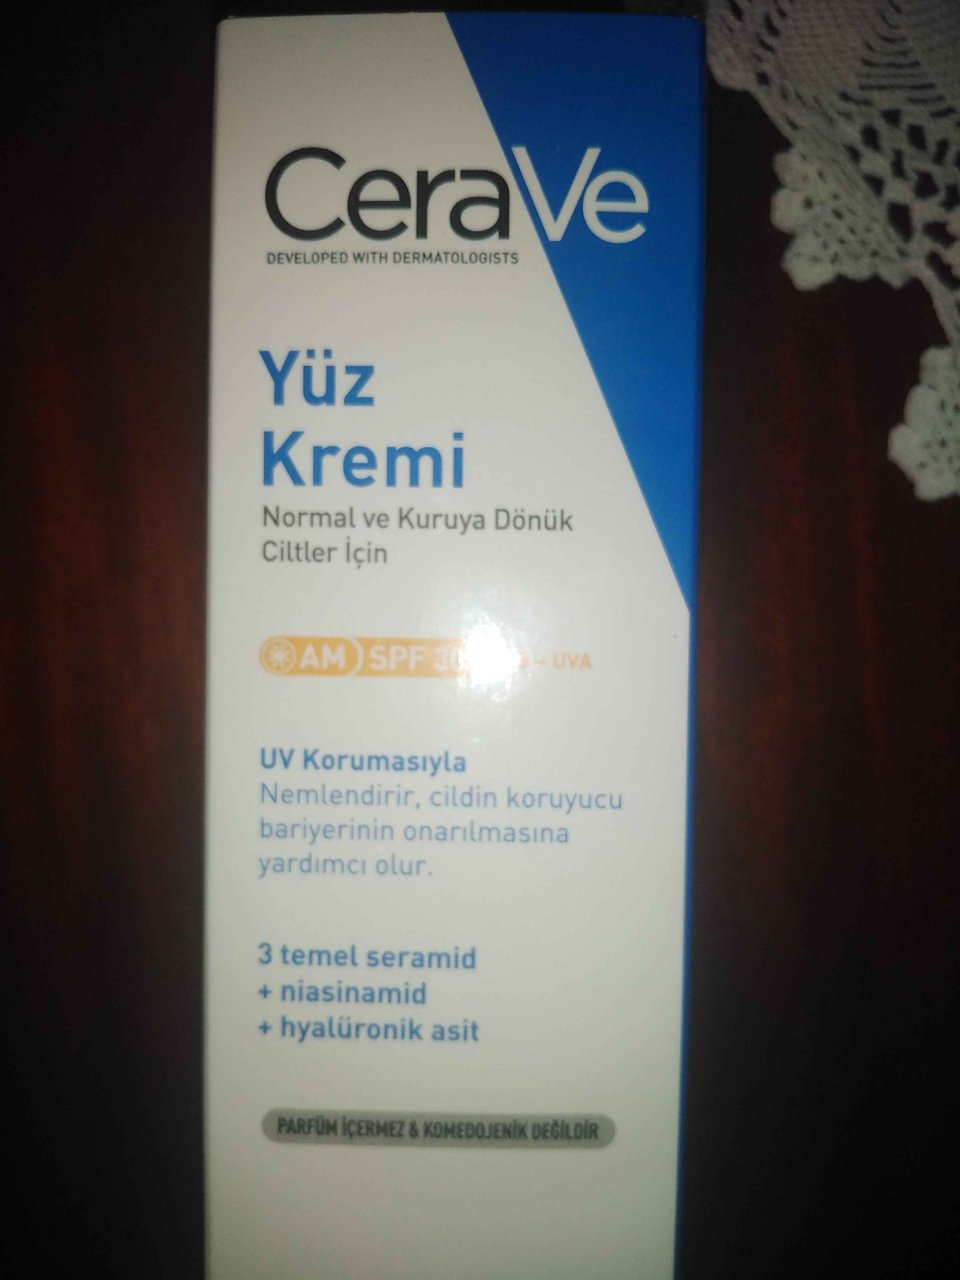 CeraVe
DEVELOPED WITH DERMATOLOGISTS
Yüz
Kremi
Normal ve Kuruya Dönük
Ciltler İçin
AM SPF 30 + UVA
UV Korumasıyla
Nemlendirir, cildin koruyucu
bariyerinin onarılmasına
yardımcı olur.
3 temel seramid
+ niasinamid
+ hyalüronik asit
PARFÜM İÇERMEZ & KOMEDOJENİK DEĞİLDİR